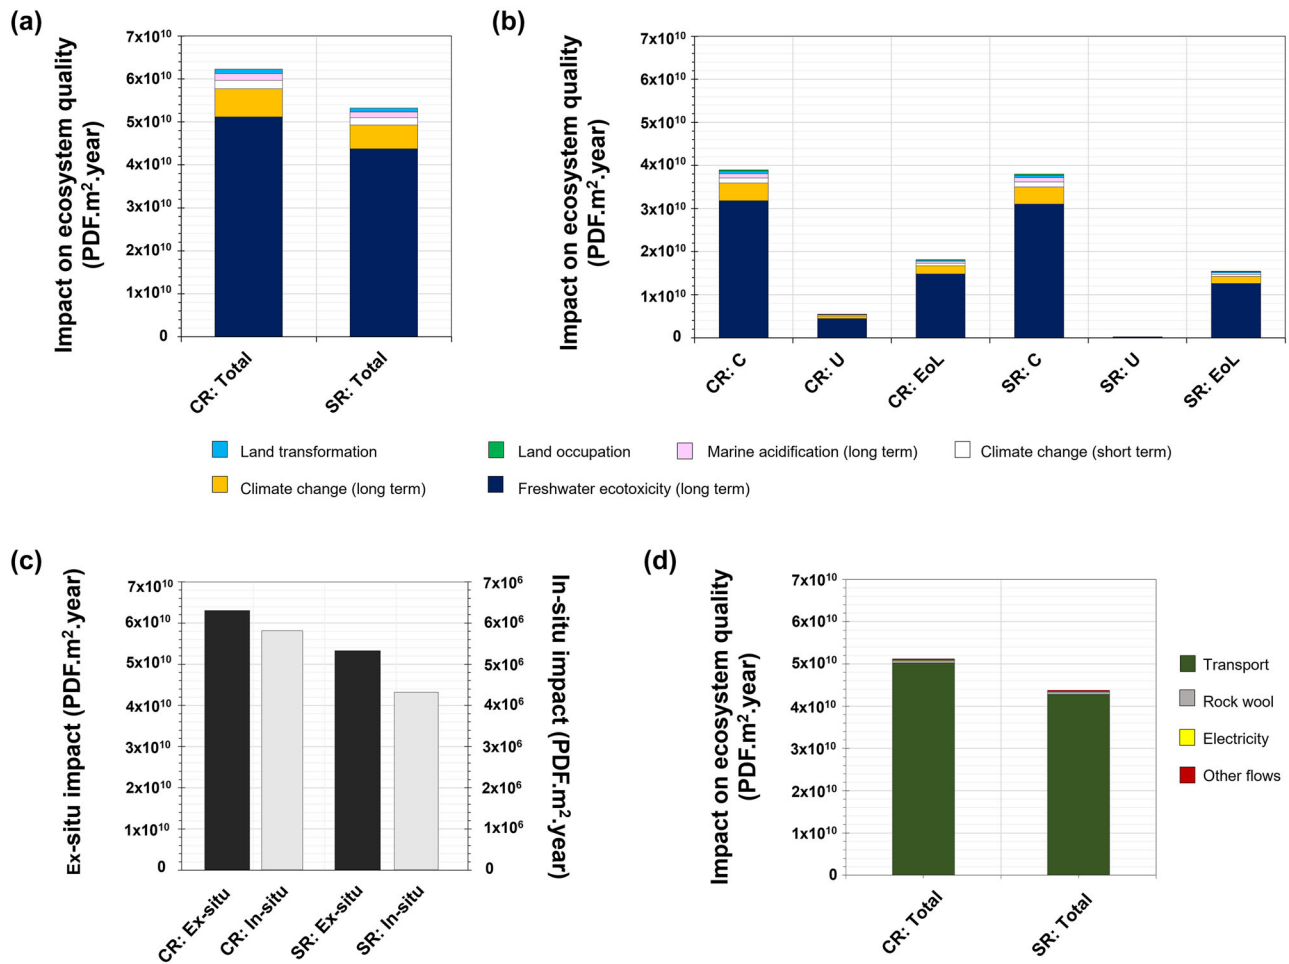 (a)
Impact on ecosystem quality
(PDF.m².year)
7x10¹⁰
6x10¹⁰
5x10¹⁰
4x10¹⁰
3x10¹⁰
2x10¹⁰
1x10¹⁰
0
CR: Total
SR: Total
(b)
Impact on ecosystem quality
(PDF.m².year)
7x10¹⁰
6x10¹⁰
5x10¹⁰
4x10¹⁰
3x10¹⁰
2x10¹⁰
1x10¹⁰
0
CR: C
CR: U
CR: EoL
SR: C
SR: U
SR: EoL
Land transformation
Land occupation
Marine acidification (long term)
Climate change (short term)
Climate change (long term)
Freshwater ecotoxicity (long term)
(c)
Ex-situ impact (PDF.m².year)
7x10¹⁰
6x10¹⁰
5x10¹⁰
4x10¹⁰
3x10¹⁰
2x10¹⁰
1x10¹⁰
0
7x10⁶
6x10⁶
5x10⁶
4x10⁶
3x10⁶
2x10⁶
1x10⁶
0
In-situ impact (PDF.m².year)
CR: Ex-situ
CR: In-situ
SR: Ex-situ
SR: In-situ
(d)
Impact on ecosystem quality
(PDF.m².year)
7x10¹⁰
6x10¹⁰
5x10¹⁰
4x10¹⁰
3x10¹⁰
2x10¹⁰
1x10¹⁰
0
CR: Total
SR: Total
Transport
Rock wool
Electricity
Other flows